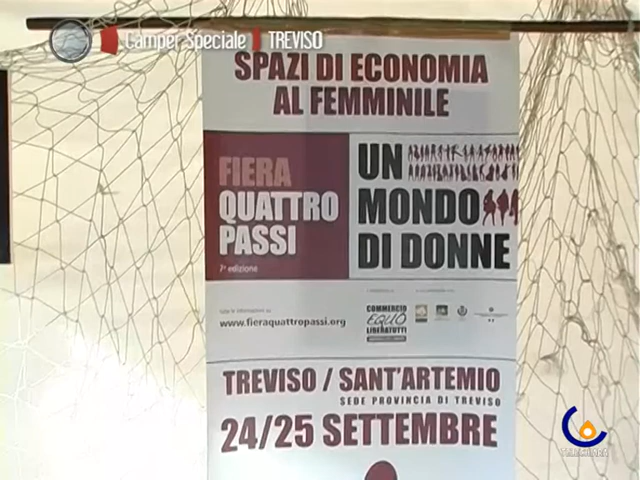 Camper Speciale TREVISO
SPAZI DI ECONOMIA
AL FEMMINILE
FIERA
QUATTRO
PASSI
7ª edizione
UN
MONDO
DI DONNE
www.fieraquattropassi.org
COMMERCIO
EQUO
LIBERATUTTI
TREVISO / SANT'ARTEMIO
SEDE PROVINCIA DI TREVISO
24/25 SETTEMBRE